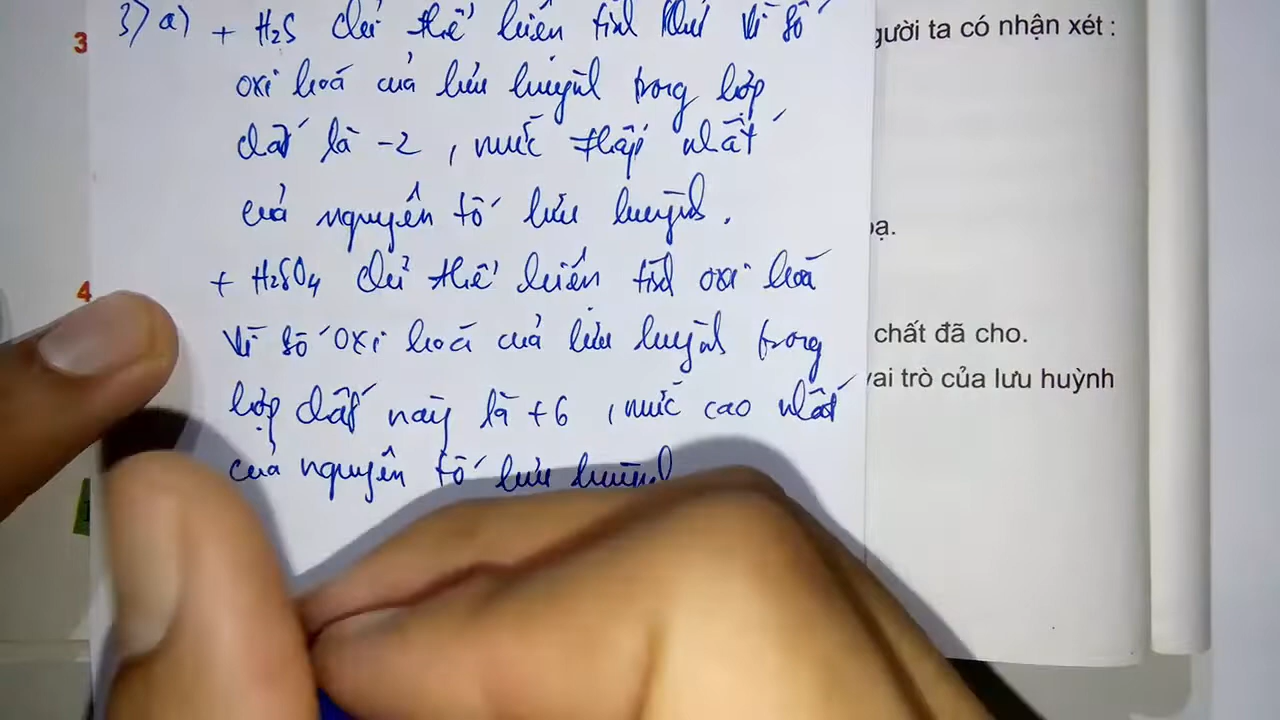 3
3) a) + H2S chỉ thể hiện tính khử vì số
gười ta có nhận xét :
oxi hoá của lưu huỳnh trong hợp
chất là -2 , mức thấp nhất
của nguyên tố lưu huỳnh .
ạ.
4
+ H2SO4 chỉ thể hiện tính oxi hoá
vì số oxi hoá của lưu huỳnh trong
chất đã cho.
vai trò của lưu huỳnh
hợp chất này là +6 , mức cao nhất
của nguyên tố lưu huỳnh